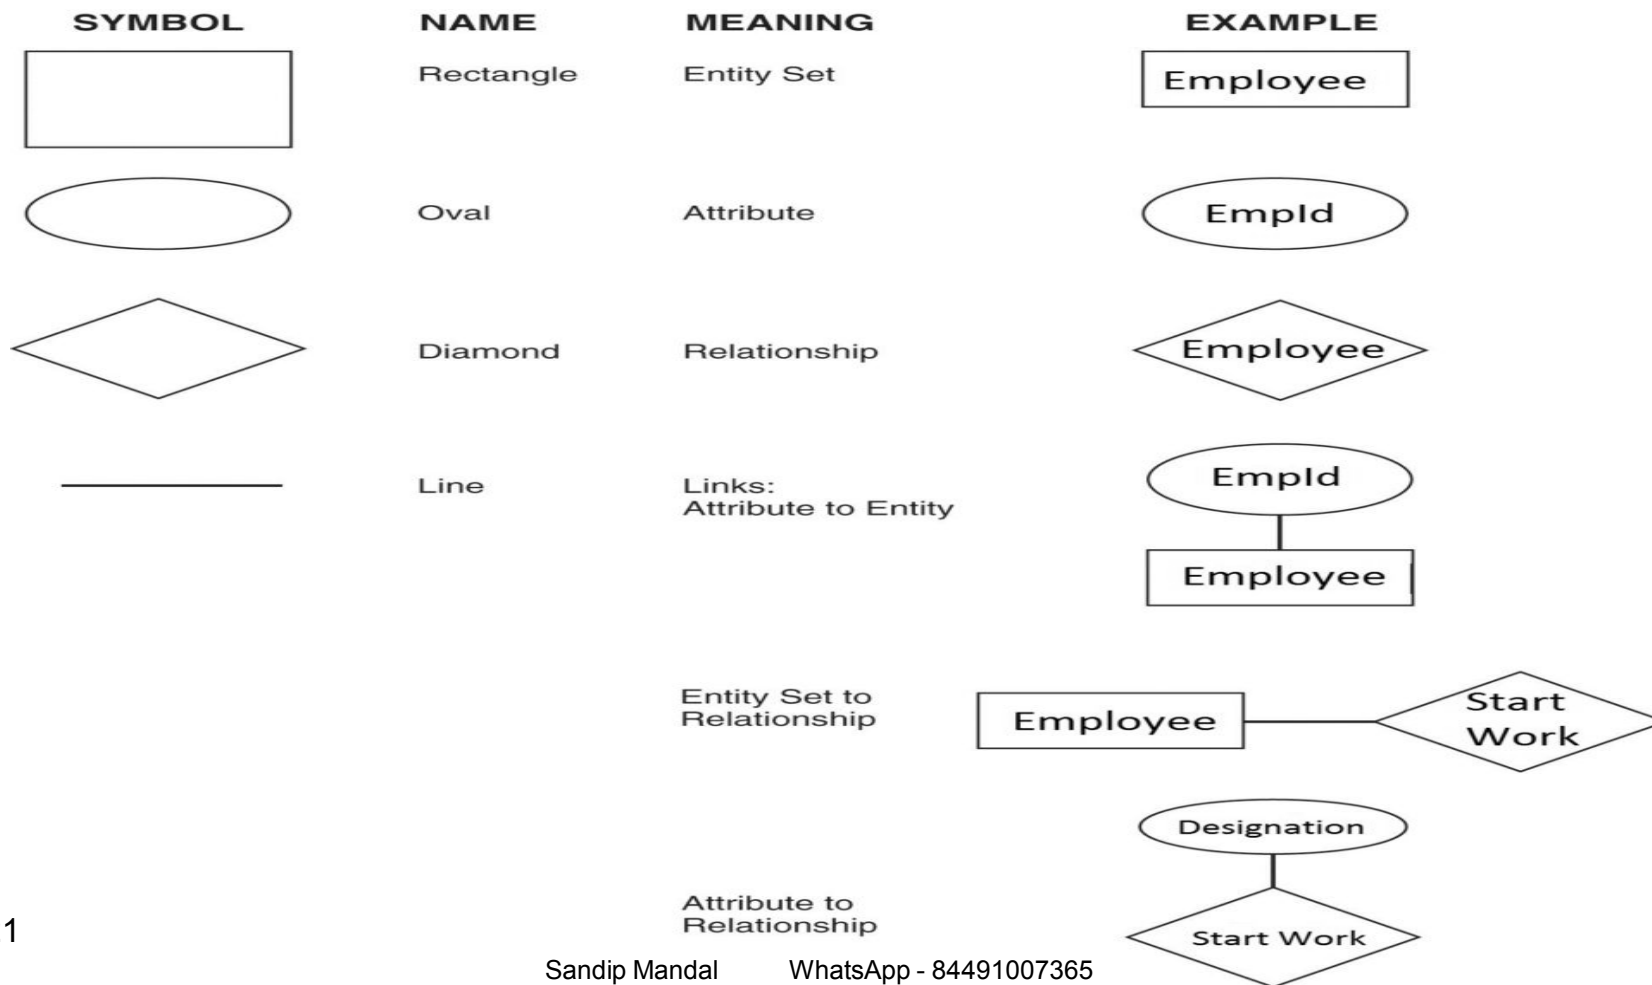 SYMBOL NAME MEANING EXAMPLE
Rectangle Entity Set Employee
Oval Attribute EmpId
Diamond Relationship Employee
EmpId
Line Links:
Attribute to Entity
Employee
Entity Set to
Relationship
Employee
Start
Work
Designation
Attribute to
Relationship
Start Work
.1
Sandip Mandal WhatsApp - 84491007365